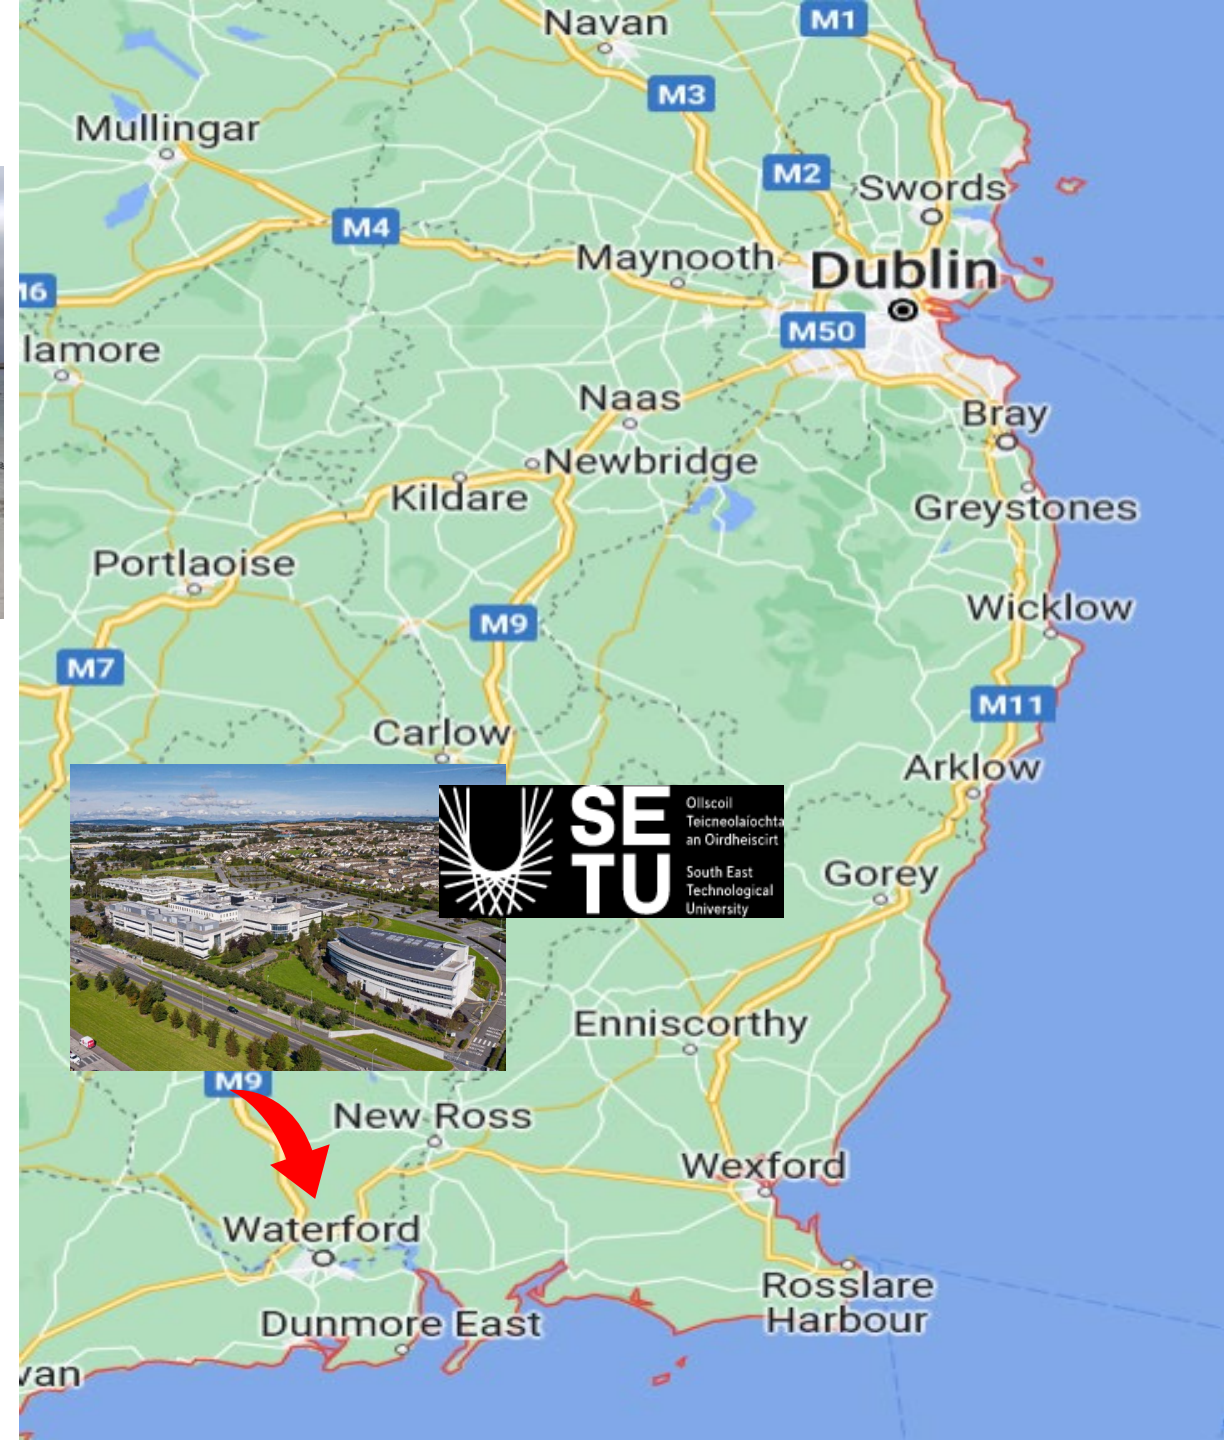 Navan
M1
M3
Mullingar
M2
Swords
M4
Maynooth
Dublin
M6
M50
lamore
Naas
Bray
Newbridge
Kildare
Greystones
Portlaoise
Wicklow
M9
M7
M11
Carlow
Arklow
SE
TU
Ollscoil
Teicneolaíochta
an Oirdheiscirt
South East
Technological
University
Gorey
Enniscorthy
M9
New Ross
Wexford
Waterford
Rosslare
Harbour
Dunmore East
van